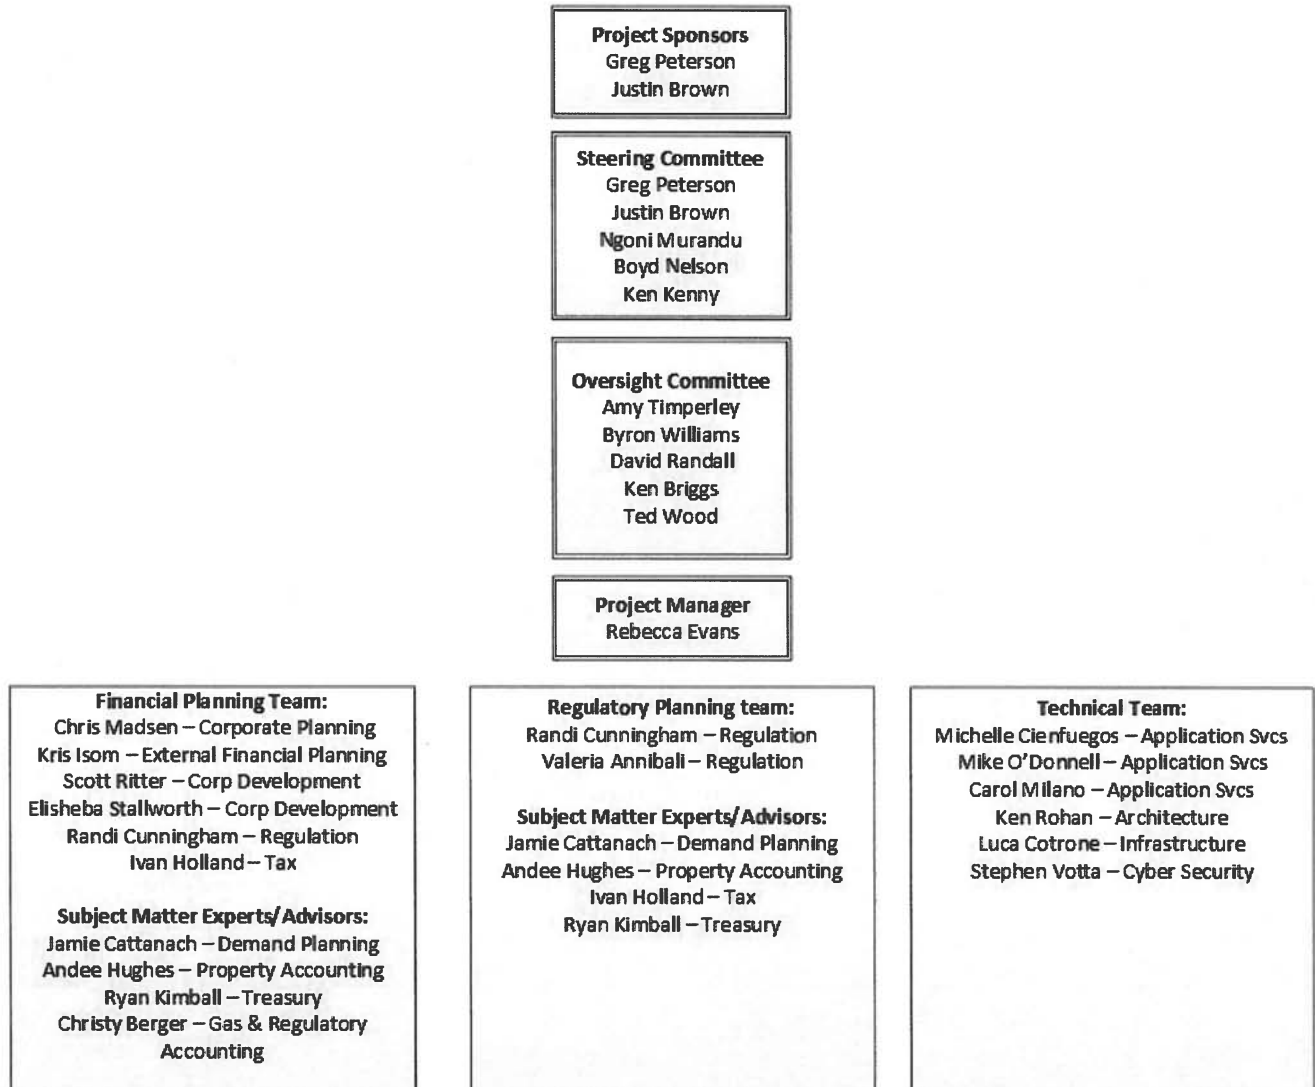 Project Sponsors
Greg Peterson
Justin Brown
Steering Committee
Greg Peterson
Justin Brown
Ngoni Murandu
Boyd Nelson
Ken Kenny
Oversight Committee
Amy Timperley
Byron Williams
David Randall
Ken Briggs
Ted Wood
Project Manager
Rebecca Evans
Financial Planning Team:
Chris Madsen – Corporate Planning
Kris Isom – External Financial Planning
Scott Ritter – Corp Development
Elisheba Stallworth – Corp Development
Randi Cunningham – Regulation
Ivan Holland – Tax
Subject Matter Experts/Advisors:
Jamie Cattanach – Demand Planning
Andee Hughes – Property Accounting
Ryan Kimball – Treasury
Christy Berger – Gas & Regulatory
Accounting
Regulatory Planning team:
Randi Cunningham – Regulation
Valeria Annibali – Regulation
Subject Matter Experts/Advisors:
Jamie Cattanach – Demand Planning
Andee Hughes – Property Accounting
Ivan Holland – Tax
Ryan Kimball – Treasury
Technical Team:
Michelle Cienfuegos – Application Svcs
Mike O'Donnell – Application Svcs
Carol Milano – Application Svcs
Ken Rohan – Architecture
Luca Cotrone – Infrastructure
Stephen Votta – Cyber Security